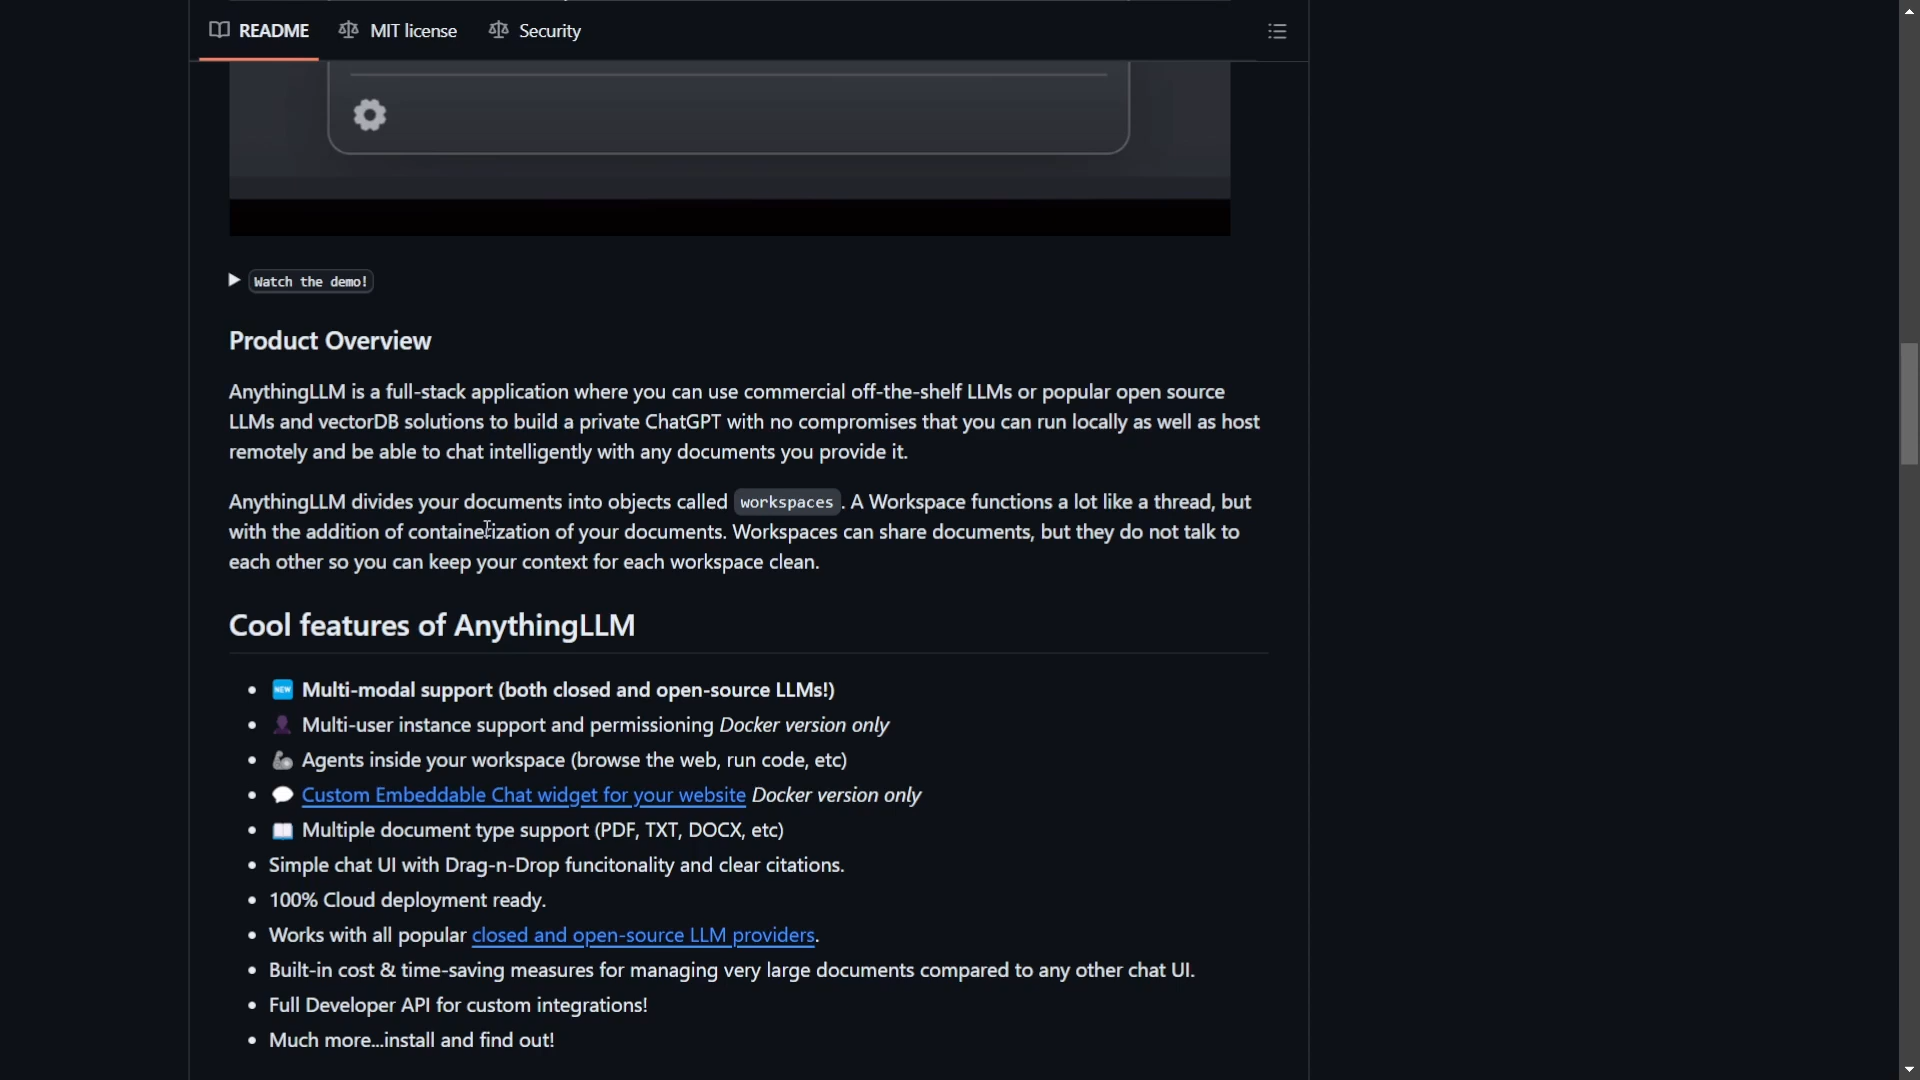 README MIT license Security
Watch the demo!
Product Overview
AnythingLLM is a full-stack application where you can use commercial off-the-shelf LLMs or popular open source
LLMs and vectorDB solutions to build a private ChatGPT with no compromises that you can run locally as well as host
remotely and be able to chat intelligently with any documents you provide it.
AnythingLLM divides your documents into objects called workspaces. A Workspace functions a lot like a thread, but
with the addition of containerization of your documents. Workspaces can share documents, but they do not talk to
each other so you can keep your context for each workspace clean.
Cool features of AnythingLLM
• 🆕 Multi-modal support (both closed and open-source LLMs!)
• 👤 Multi-user instance support and permissioning Docker version only
• 🦾 Agents inside your workspace (browse the web, run code, etc)
• 💬 Custom Embeddable Chat widget for your website Docker version only
• 📖 Multiple document type support (PDF, TXT, DOCX, etc)
• Simple chat UI with Drag-n-Drop funcitonality and clear citations.
• 100% Cloud deployment ready.
• Works with all popular closed and open-source LLM providers.
• Built-in cost & time-saving measures for managing very large documents compared to any other chat UI.
• Full Developer API for custom integrations!
• Much more...install and find out!